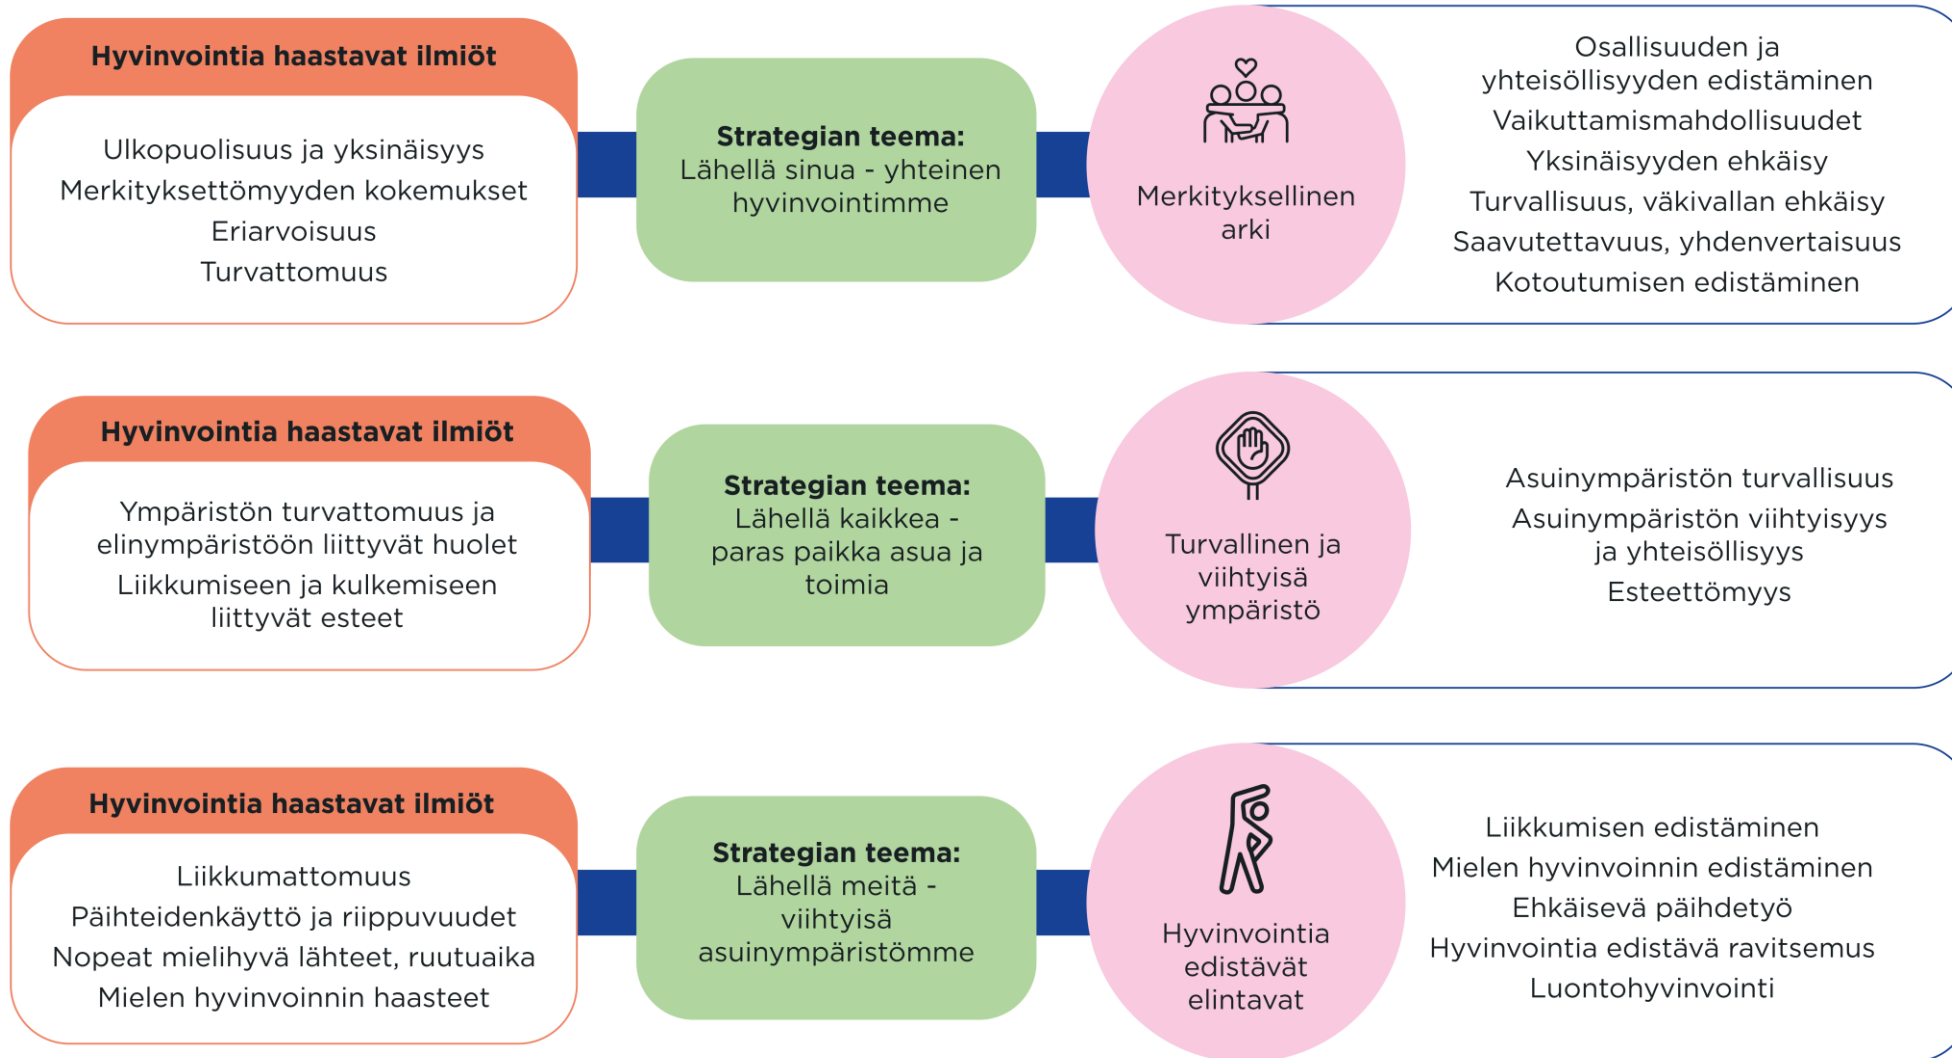 Hyvinvointia haastavat ilmiöt
Ulkopuolisuus ja yksinäisyys
Merkityksettömyyden kokemukset
Eriarvoisuus
Turvattomuus
Strategian teema:
Lähellä sinua - yhteinen
hyvinvointimme
Merkityksellinen
arki
Osallisuuden ja
yhteisöllisyyden edistäminen
Vaikuttamismahdollisuudet
Yksinäisyyden ehkäisy
Turvallisuus, väkivallan ehkäisy
Saavutettavuus, yhdenvertaisuus
Kotoutumisen edistäminen
Hyvinvointia haastavat ilmiöt
Ympäristön turvattomuus ja
elinympäristöön liittyvät huolet
Liikkumiseen ja kulkemiseen
liittyvät esteet
Strategian teema:
Lähellä kaikkea -
paras paikka asua ja
toimia
Turvallinen ja
viihtyisä
ympäristö
Asuinympäristön turvallisuus
Asuinympäristön viihtyisyys
ja yhteisöllisyys
Esteettömyys
Hyvinvointia haastavat ilmiöt
Liikkumattomuus
Päihteidenkäyttö ja riippuvuudet
Nopeat mielihyvä lähteet, ruutuaika
Mielen hyvinvoinnin haasteet
Strategian teema:
Lähellä meitä -
viihtyisä
asuinympäristömme
Hyvinvointia
edistävät
elintavat
Liikkumisen edistäminen
Mielen hyvinvoinnin edistäminen
Ehkäisevä päihdetyö
Hyvinvointia edistävä ravitsemus
Luontohyvinvointi